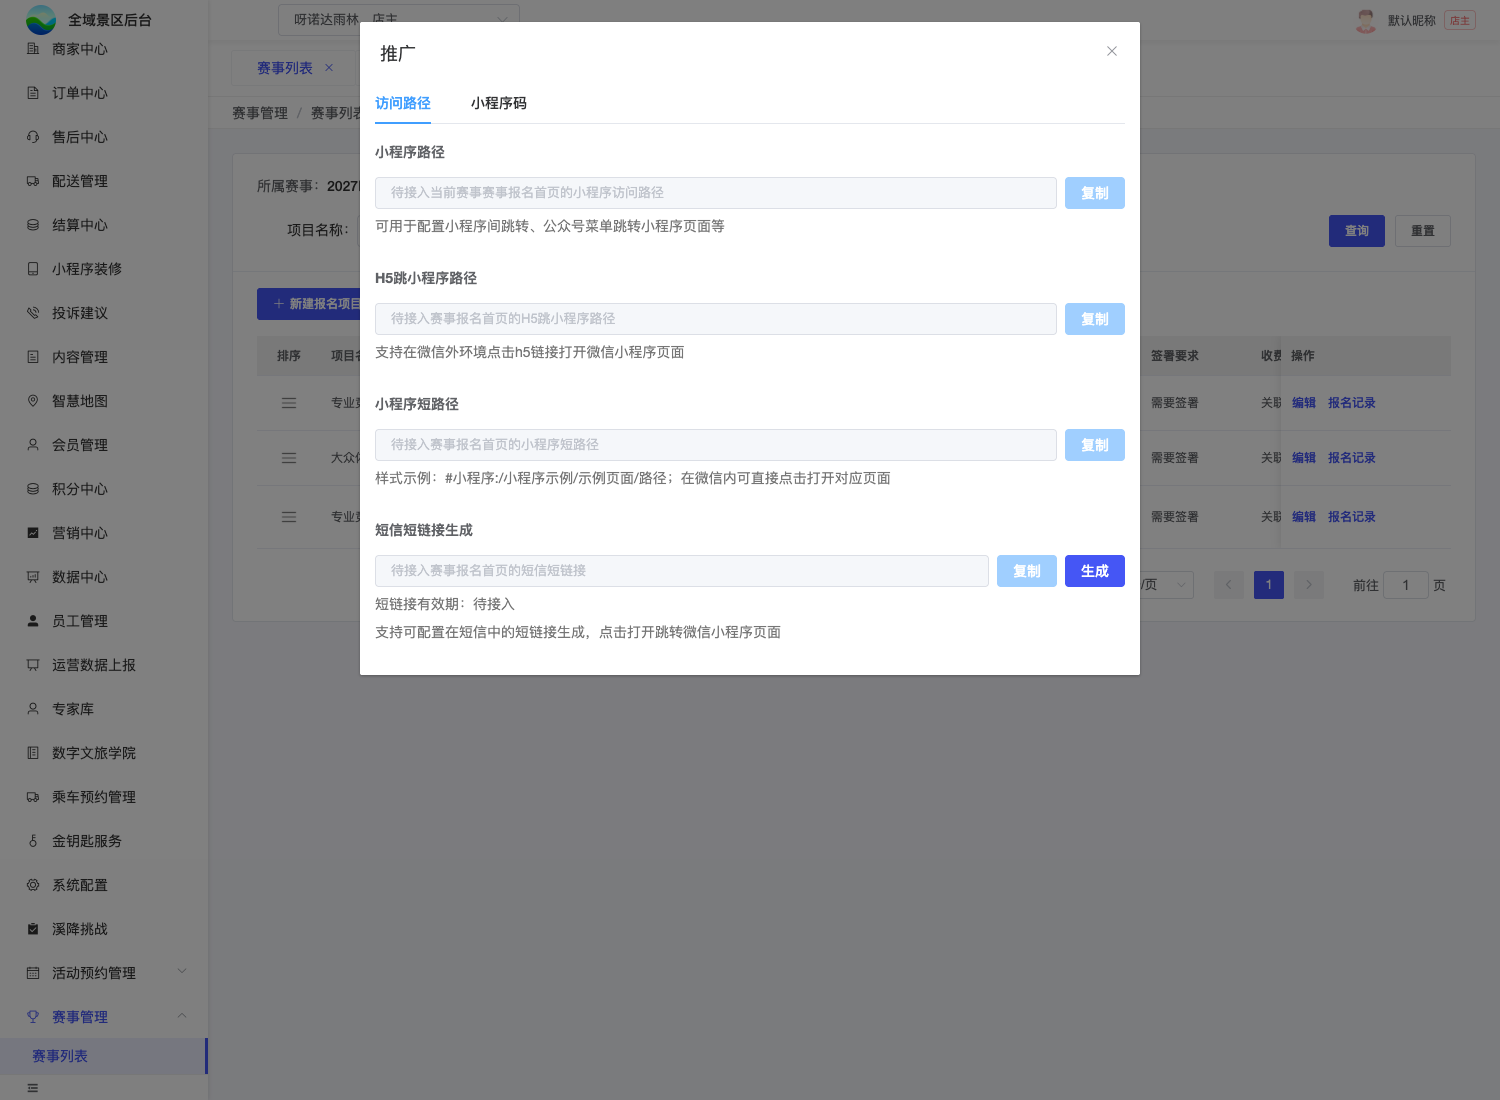 全域景区后台
呀诺达雨林
店主
默认昵称
店主
商家中心
订单中心
售后中心
配送管理
结算中心
小程序装修
投诉建议
内容管理
智慧地图
会员管理
积分中心
营销中心
数据中心
员工管理
运营数据上报
专家库
数字文旅学院
乘车预约管理
金钥匙服务
系统配置
溪降挑战
活动预约管理
赛事管理
赛事列表
赛事列表
赛事管理 / 赛事列表
所属赛事：2027
项目名称：
查询
重置
新建报名项目
排序
项目名
签署要求
收费
操作
专业
需要签署
关联
编辑
报名记录
大众
需要签署
关联
编辑
报名记录
专业
需要签署
关联
编辑
报名记录
/页
1
前往
1
页
推广
访问路径
小程序码
小程序路径
待接入当前赛事赛事报名首页的小程序访问路径
复制
可用于配置小程序间跳转、公众号菜单跳转小程序页面等
H5跳小程序路径
待接入赛事报名首页的H5跳小程序路径
复制
支持在微信外环境点击h5链接打开微信小程序页面
小程序短路径
待接入赛事报名首页的小程序短路径
复制
样式示例：#小程序:/小程序示例/示例页面/路径；在微信内可直接点击打开对应页面
短信短链接生成
待接入赛事报名首页的短信短链接
复制
生成
短链接有效期：待接入
支持可配置在短信中的短链接生成，点击打开跳转微信小程序页面